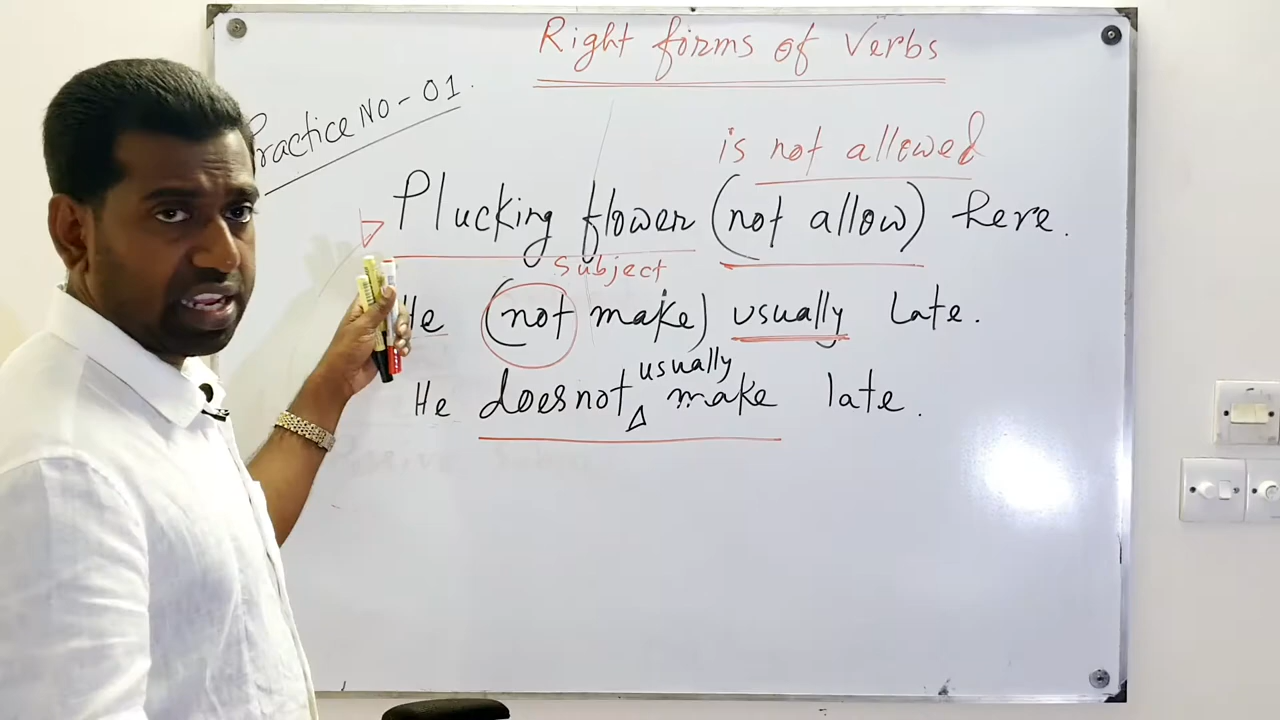 Right forms of Verbs
Practice No - 01.
is not allowed
Plucking flower (not allow) here.
Subject
He (not make) usually late.
usually
He doesnot make late.